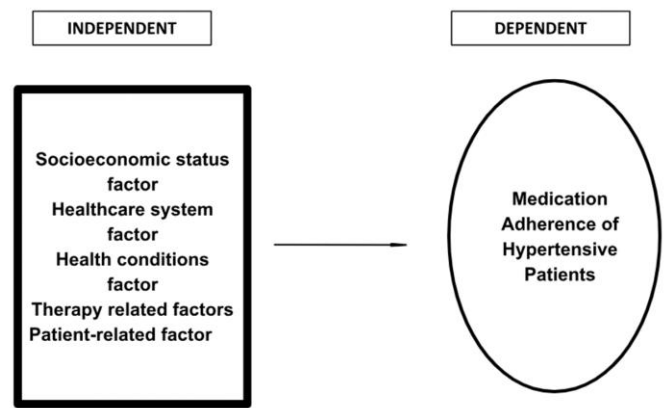 INDEPENDENT
DEPENDENT
Socioeconomic status
factor
Healthcare system
factor
Health conditions
factor
Therapy related factors
Patient-related factor
Medication
Adherence of
Hypertensive
Patients